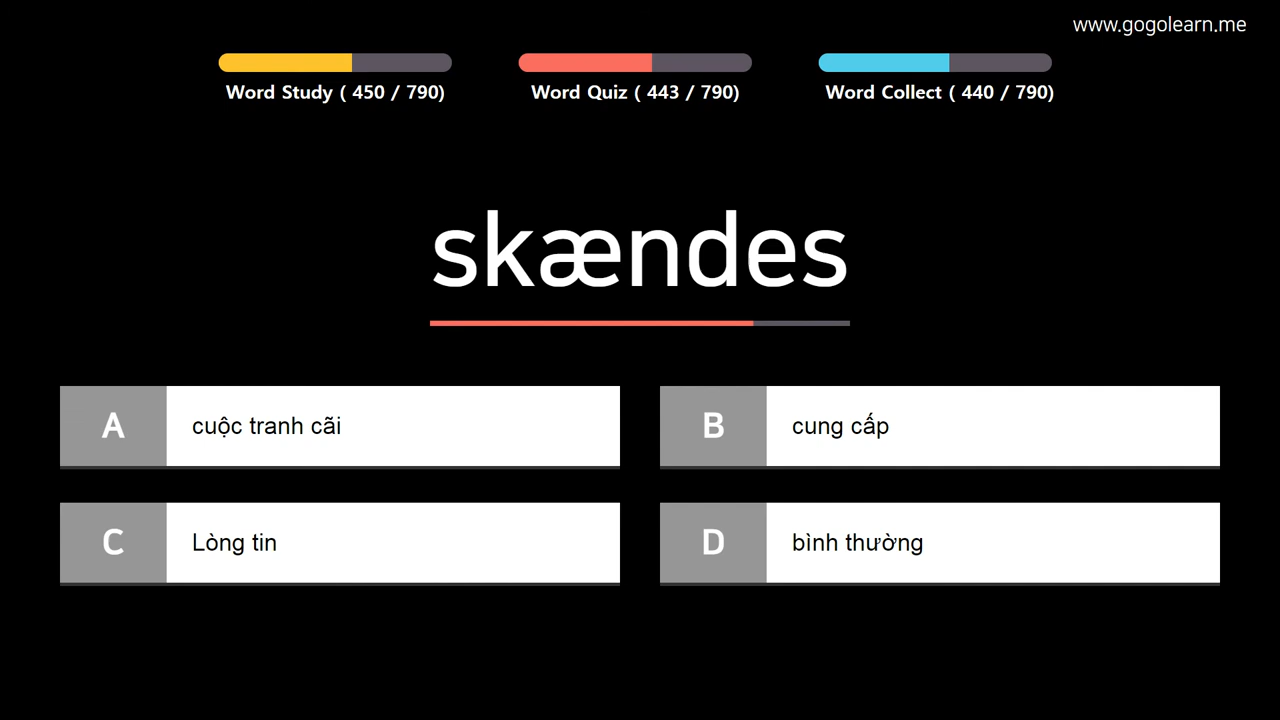 www.gogolearn.me
Word Study ( 450 / 790)
Word Quiz ( 443 / 790)
Word Collect ( 440 / 790)
skændes
A cuộc tranh cãi
B cung cấp
C Lòng tin
D bình thường